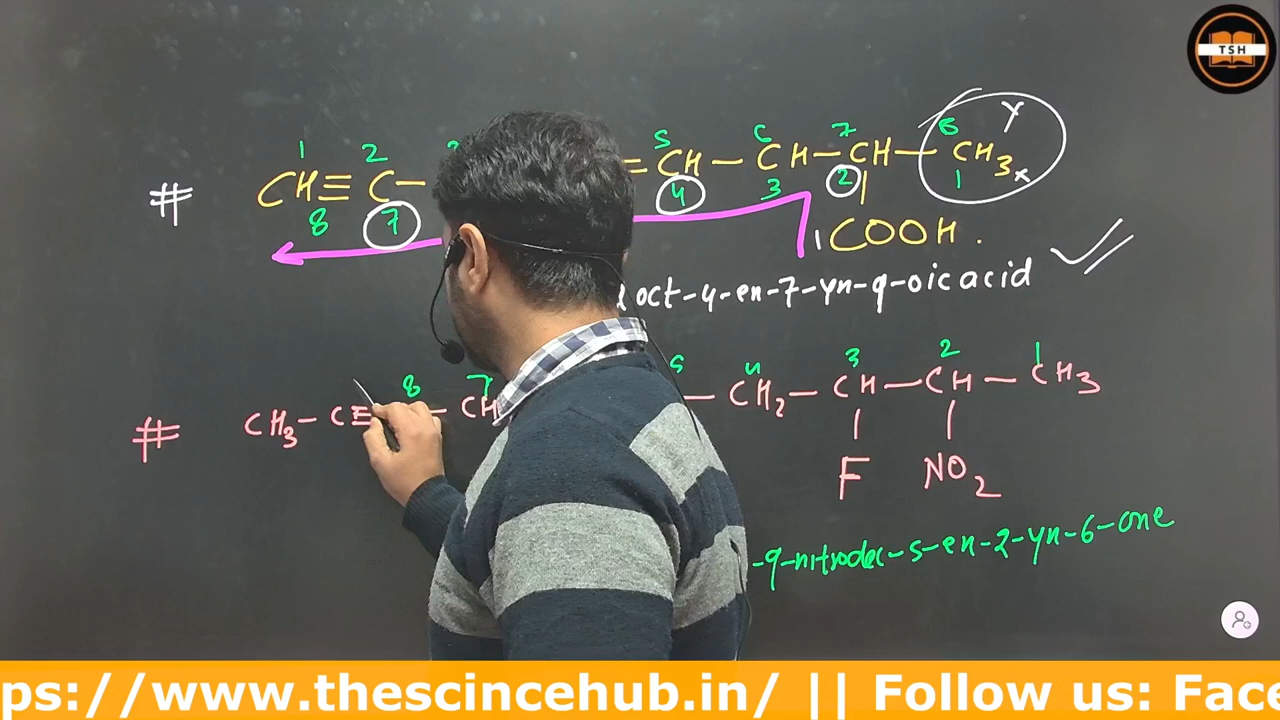 TSH
1 2 5 6 7 8 Y
# CH≡C– =CH–CH–CH–CH3 x
8 7 4 3 2 1
1COOH.
oct-4-en-7-yn-9-oic acid
8 7 5 4 3 2 1
# CH3–C≡ –CH –CH2–CH–CH–CH3
F NO2
-9-nitrodec-5-en-2-yn-6-one
ps://www.thescincehub.in/ || Follow us: Face